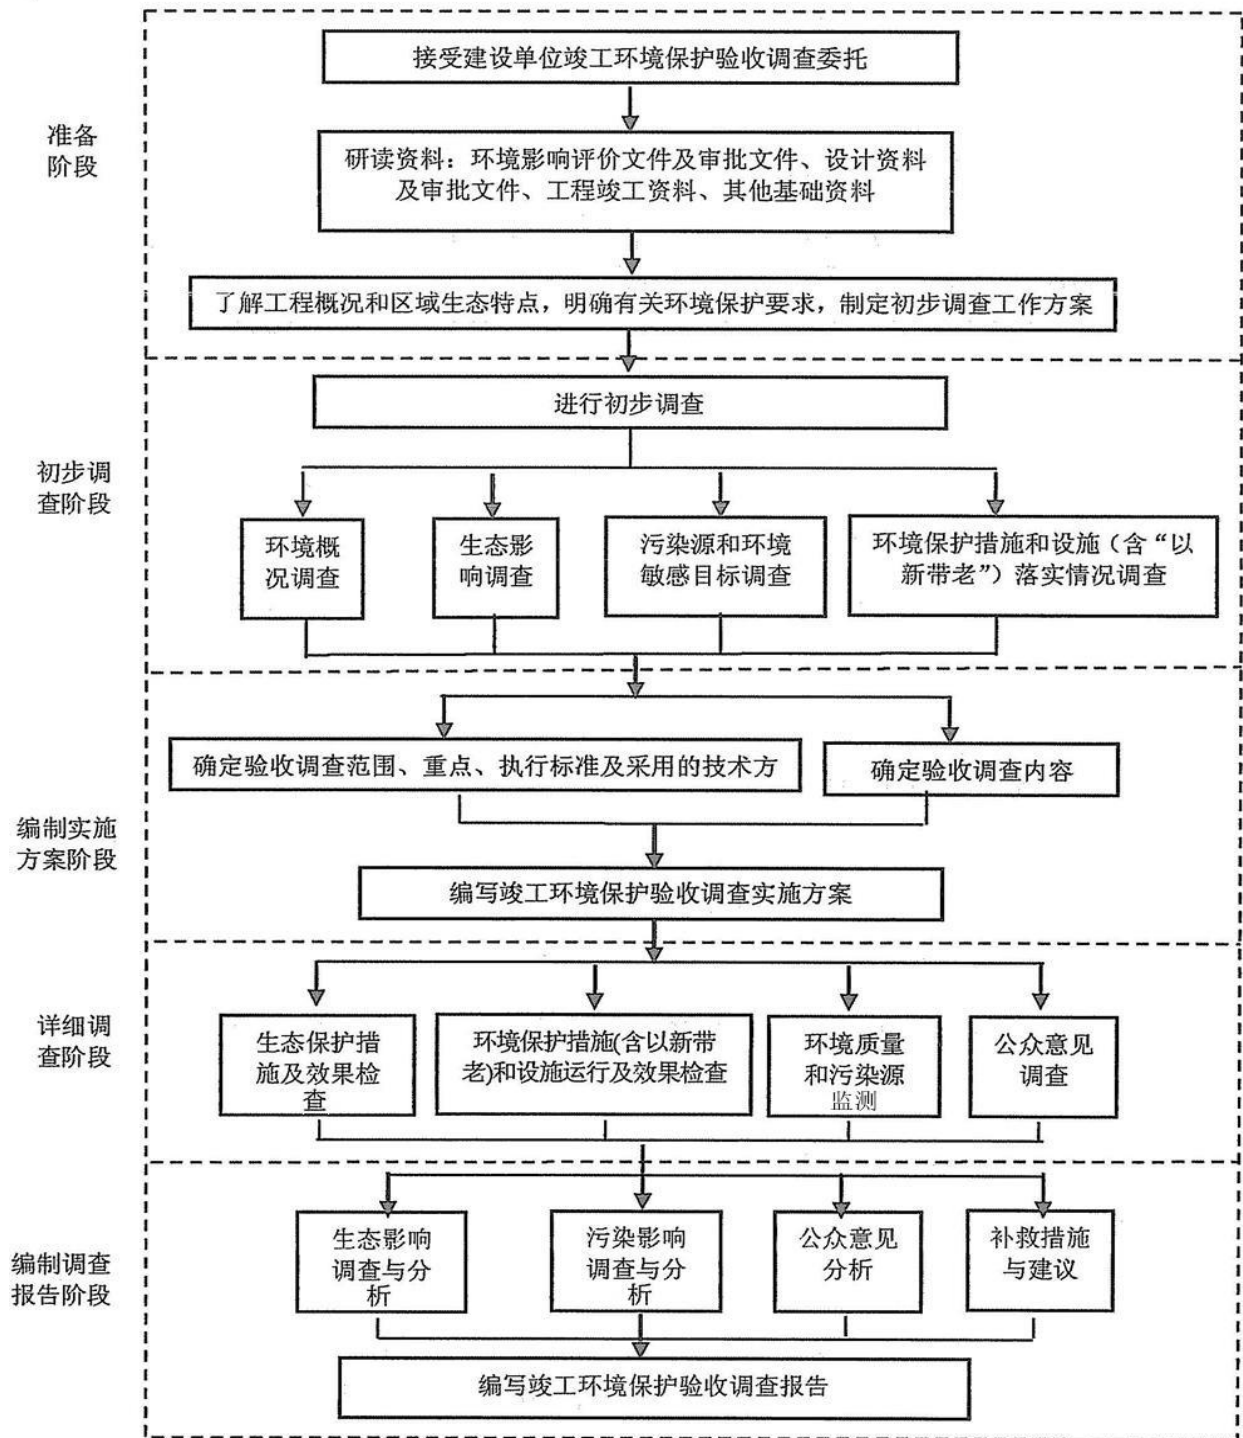 接受建设单位竣工环境保护验收调查委托
准备
阶段
研读资料：环境影响评价文件及审批文件、设计资料
及审批文件、工程竣工资料、其他基础资料
了解工程概况和区域生态特点，明确有关环境保护要求，制定初步调查工作方案
进行初步调查
初步调
查阶段
环境概
况调查
生态影
响调查
污染源和环境
敏感目标调查
环境保护措施和设施（含“以
新带老”）落实情况调查
确定验收调查范围、重点、执行标准及采用的技术方
确定验收调查内容
编制实施
方案阶段
编写竣工环境保护验收调查实施方案
详细调
查阶段
生态保护措
施及效果检
查
环境保护措施(含以新带
老)和设施运行及效果检查
环境质量
和污染源
监测
公众意见
调查
编制调查
报告阶段
生态影响
调查与分
析
污染影响
调查与分
析
公众意见
分析
补救措施
与建议
编写竣工环境保护验收调查报告